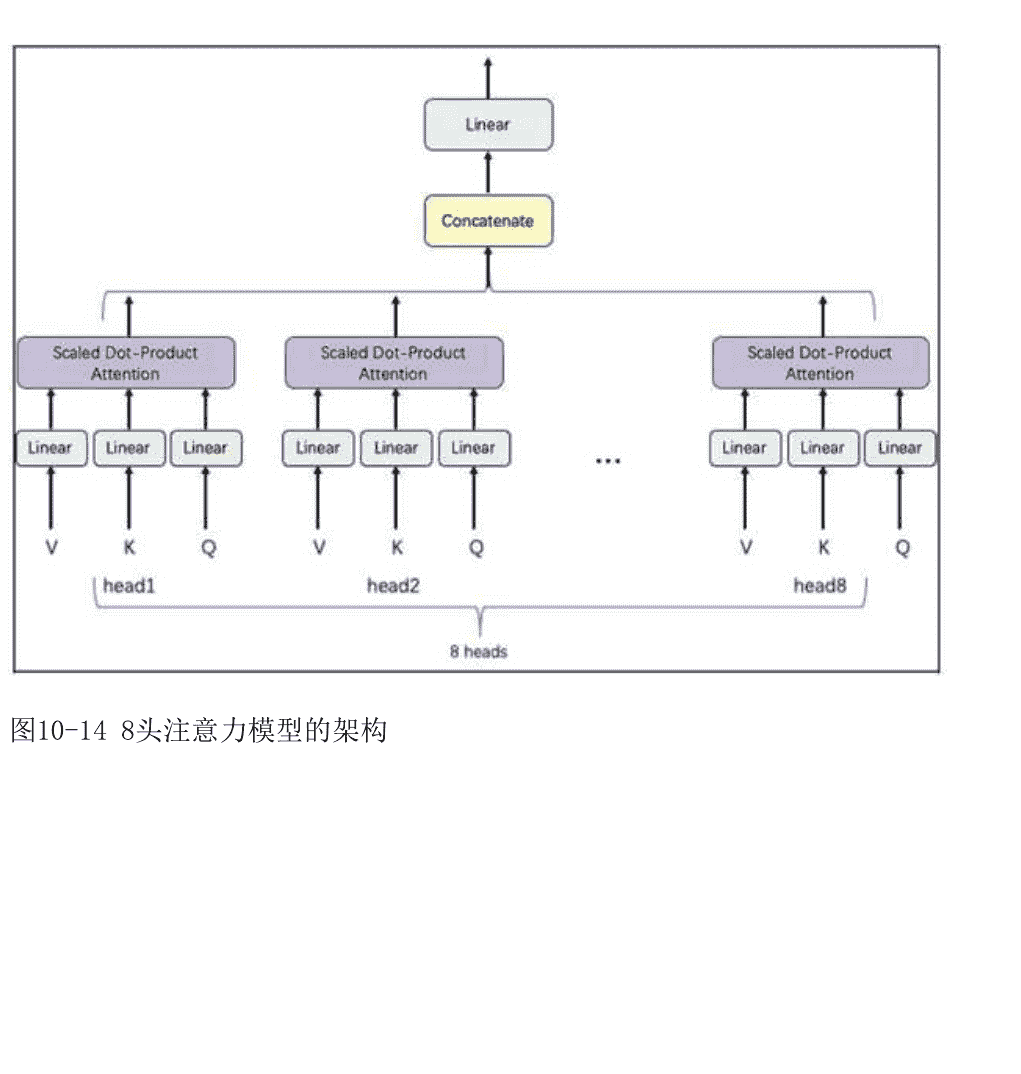 Linear
Concatenate
Scaled Dot-Product Attention
Scaled Dot-Product Attention
Scaled Dot-Product Attention
Linear Linear Linear Linear Linear Linear ... Linear Linear Linear
V K Q V K Q V K Q
head1 head2 head8
8 heads
图10-14 8头注意力模型的架构